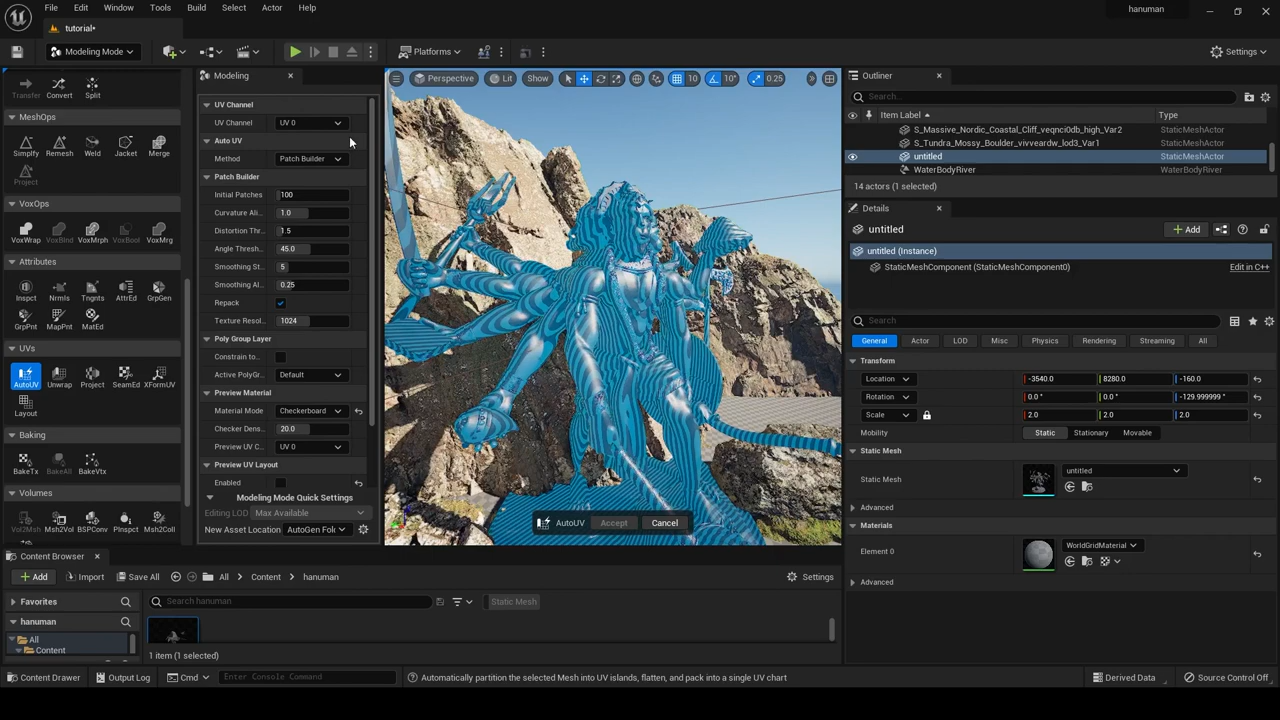 File Edit Window Tools Build Select Actor Help
hanuman
tutorial*
Modeling Mode
Platforms
Settings
Transfer Convert Split
MeshOps
Simplfy Remesh Weld Jacket Merge
Project
VoxOps
VoxWrap VoxBlnd VoxMrph VoxBool VoxMrg
Attributes
Inspct Nrmls Tngnts AttrEd GrpGen
GrpPnt MapPnt MatEd
UVs
AutoUV Unwrap Project SeamEd XFormUV
Layout
Baking
BakeTx BakeAll BakeVtx
Volumes
Vol2Msh Msh2Vol BSPConv PInspct Msh2Coll
Modeling
UV Channel
UV Channel UV 0
Auto UV
Method Patch Builder
Patch Builder
Initial Patches 100
Curvature Ali... 1.0
Distortion Thr... 1.5
Angle Thresh... 45.0
Smoothing St... 5
Smoothing Al... 0.25
Repack
Texture Resol... 1024
Poly Group Layer
Constrain to...
Active PolyGr... Default
Preview Material
Material Mode Checkerboard
Checker Dens... 20.0
Preview UV C... UV 0
Preview UV Layout
Enabled
Modeling Mode Quick Settings
Editing LOD Max Available
New Asset Location AutoGen Fol
Perspective Lit Show 10 10° 0.25
AutoUV Accept Cancel
Outliner
Search...
Item Label Type
S_Massive_Nordic_Coastal_Cliff_veqnci0db_high_Var2 StaticMeshActor
S_Tundra_Mossy_Boulder_vivveardw_lod3_Var1 StaticMeshActor
untitled StaticMeshActor
WaterBodyRiver WaterBodyRiver
14 actors (1 selected)
Details
untitled
Add
untitled (Instance)
StaticMeshComponent (StaticMeshComponent0) Edit in C++
Search
General Actor LOD Misc Physics Rendering Streaming All
Transform
Location -3540.0 8280.0 -160.0
Rotation 0.0 ° 0.0 ° -129.999999 °
Scale 2.0 2.0 2.0
Mobility Static Stationary Movable
Static Mesh
Static Mesh untitled
Advanced
Materials
Element 0 WorldGridMaterial
Advanced
Content Browser
Add Import Save All All Content hanuman Settings
Favorites
Search hanuman
Static Mesh
hanuman
All
Content
1 item (1 selected)
Content Drawer Output Log Cmd Enter Console Command Automatically partition the selected Mesh into UV islands, flatten, and pack into a single UV chart Derived Data Source Control Off